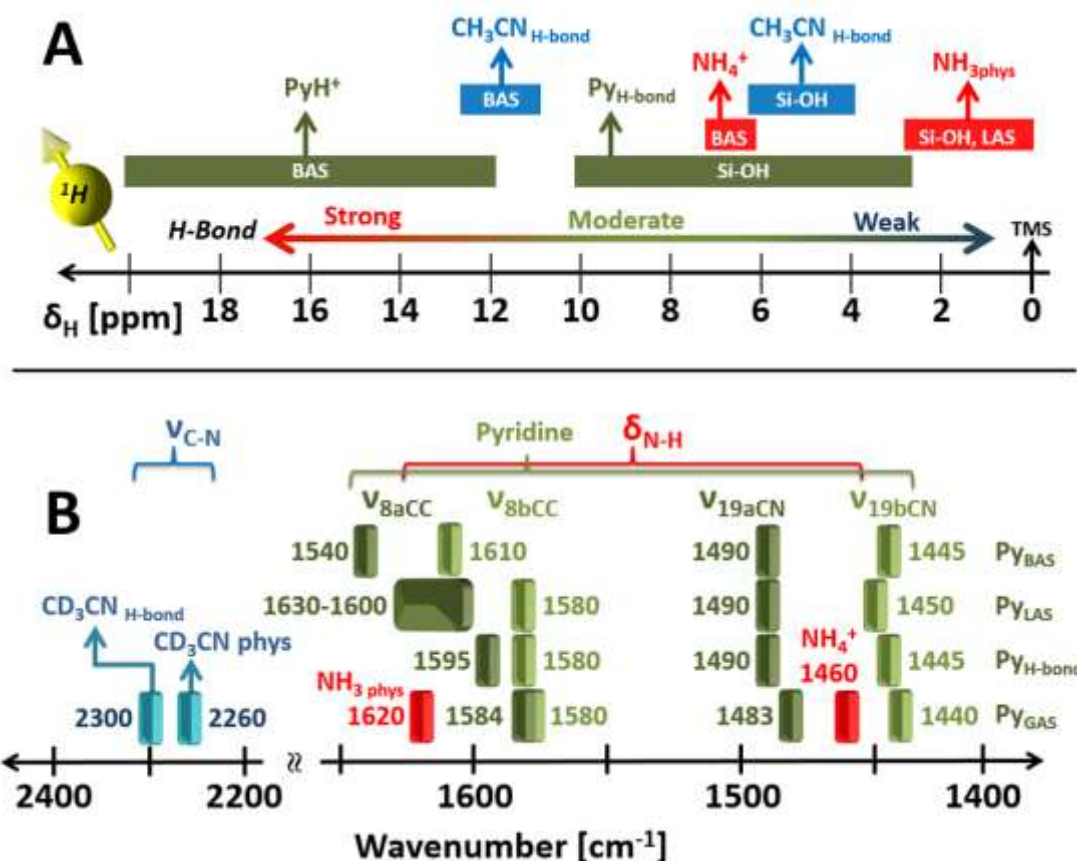 A
CH₃CN H-bond
CH₃CN H-bond
NH₄⁺
NH₃phys
PyH⁺
Py H-bond
BAS
Si-OH
BAS
Si-OH, LAS
BAS
Si-OH
¹H
H-Bond
Strong
Moderate
Weak
TMS
δH [ppm]
18
16
14
12
10
8
6
4
2
0
B
νC-N
Pyridine
δN-H
ν8aCC
ν8bCC
ν19aCN
ν19bCN
1540
1610
1490
1445
PyBAS
CD₃CN H-bond
1630-1600
1580
1490
1450
PyLAS
CD₃CN phys
1595
1580
1490
NH₄⁺
1460
1445
PyH-bond
2300
2260
NH₃ phys
1620
1584
1580
1483
1440
PyGAS
2400
2200
1600
1500
1400
Wavenumber [cm⁻¹]